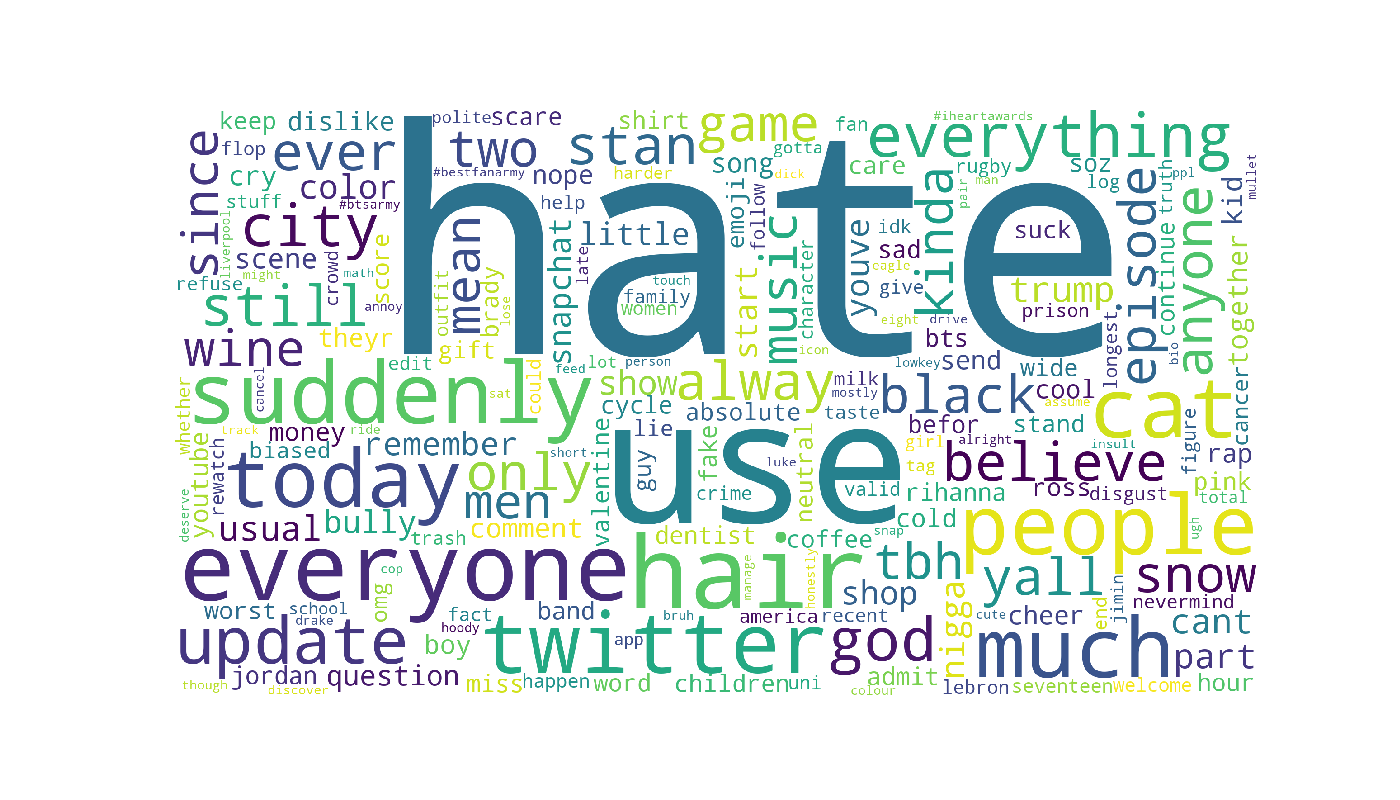 keep
dislike
polite
scare
shirt
game
fan
#iheartawards
everything
flop
ever
two
stan
song
gotta
care
rugby
soz
ppl
mullet
since
cry
color
#bestfanarmy
nope
harder
dick
man
log
truth
stuff
#btsarmy
help
emoji
follow
pair
kid
hate
liverpool
city
mean
little
music
youve
idk
kinda
suck
episode
continue
anyone
together
scene
crowd
score
snapchat
late
character
sad
refuse
might
math
outfit
brady
touch
eagle
trump
still
annoy
lose
family
women
start
give
prison
wine
theyr
gift
eight
drive
bts
longest
bio
edit
feed
lot
person
icon
lowkey
send
wide
suddenly
cancel
sat
could
show
alway
milk
mostly
black
cool
assume
cat
cancer
whether
track
money
ride
cycle
absolute
taste
befor
stand
figure
youtube
rewatch
biased
remember
only
short
valentine
guy
lie
fake
luke
neutral
use
girl
alright
insult
rap
today
men
crime
valid
tag
believe
ross
disgust
pink
total
deserve
usual
bully
trash
comment
dentist
coffee
snap
cold
rihanna
people
ugh
everyone
cop
omg
hair
manage
honestly
tbh
yall
snow
worst
school
drake
fact
hoody
band
bruh
america
recent
shop
nigga
cute
cheer
end
jimin
nevermind
update
boy
twitter
app
god
much
cant
part
though
jordan
discover
question
miss
happen
word
children
uni
colour
admit
lebron
seventeen
welcome
hour